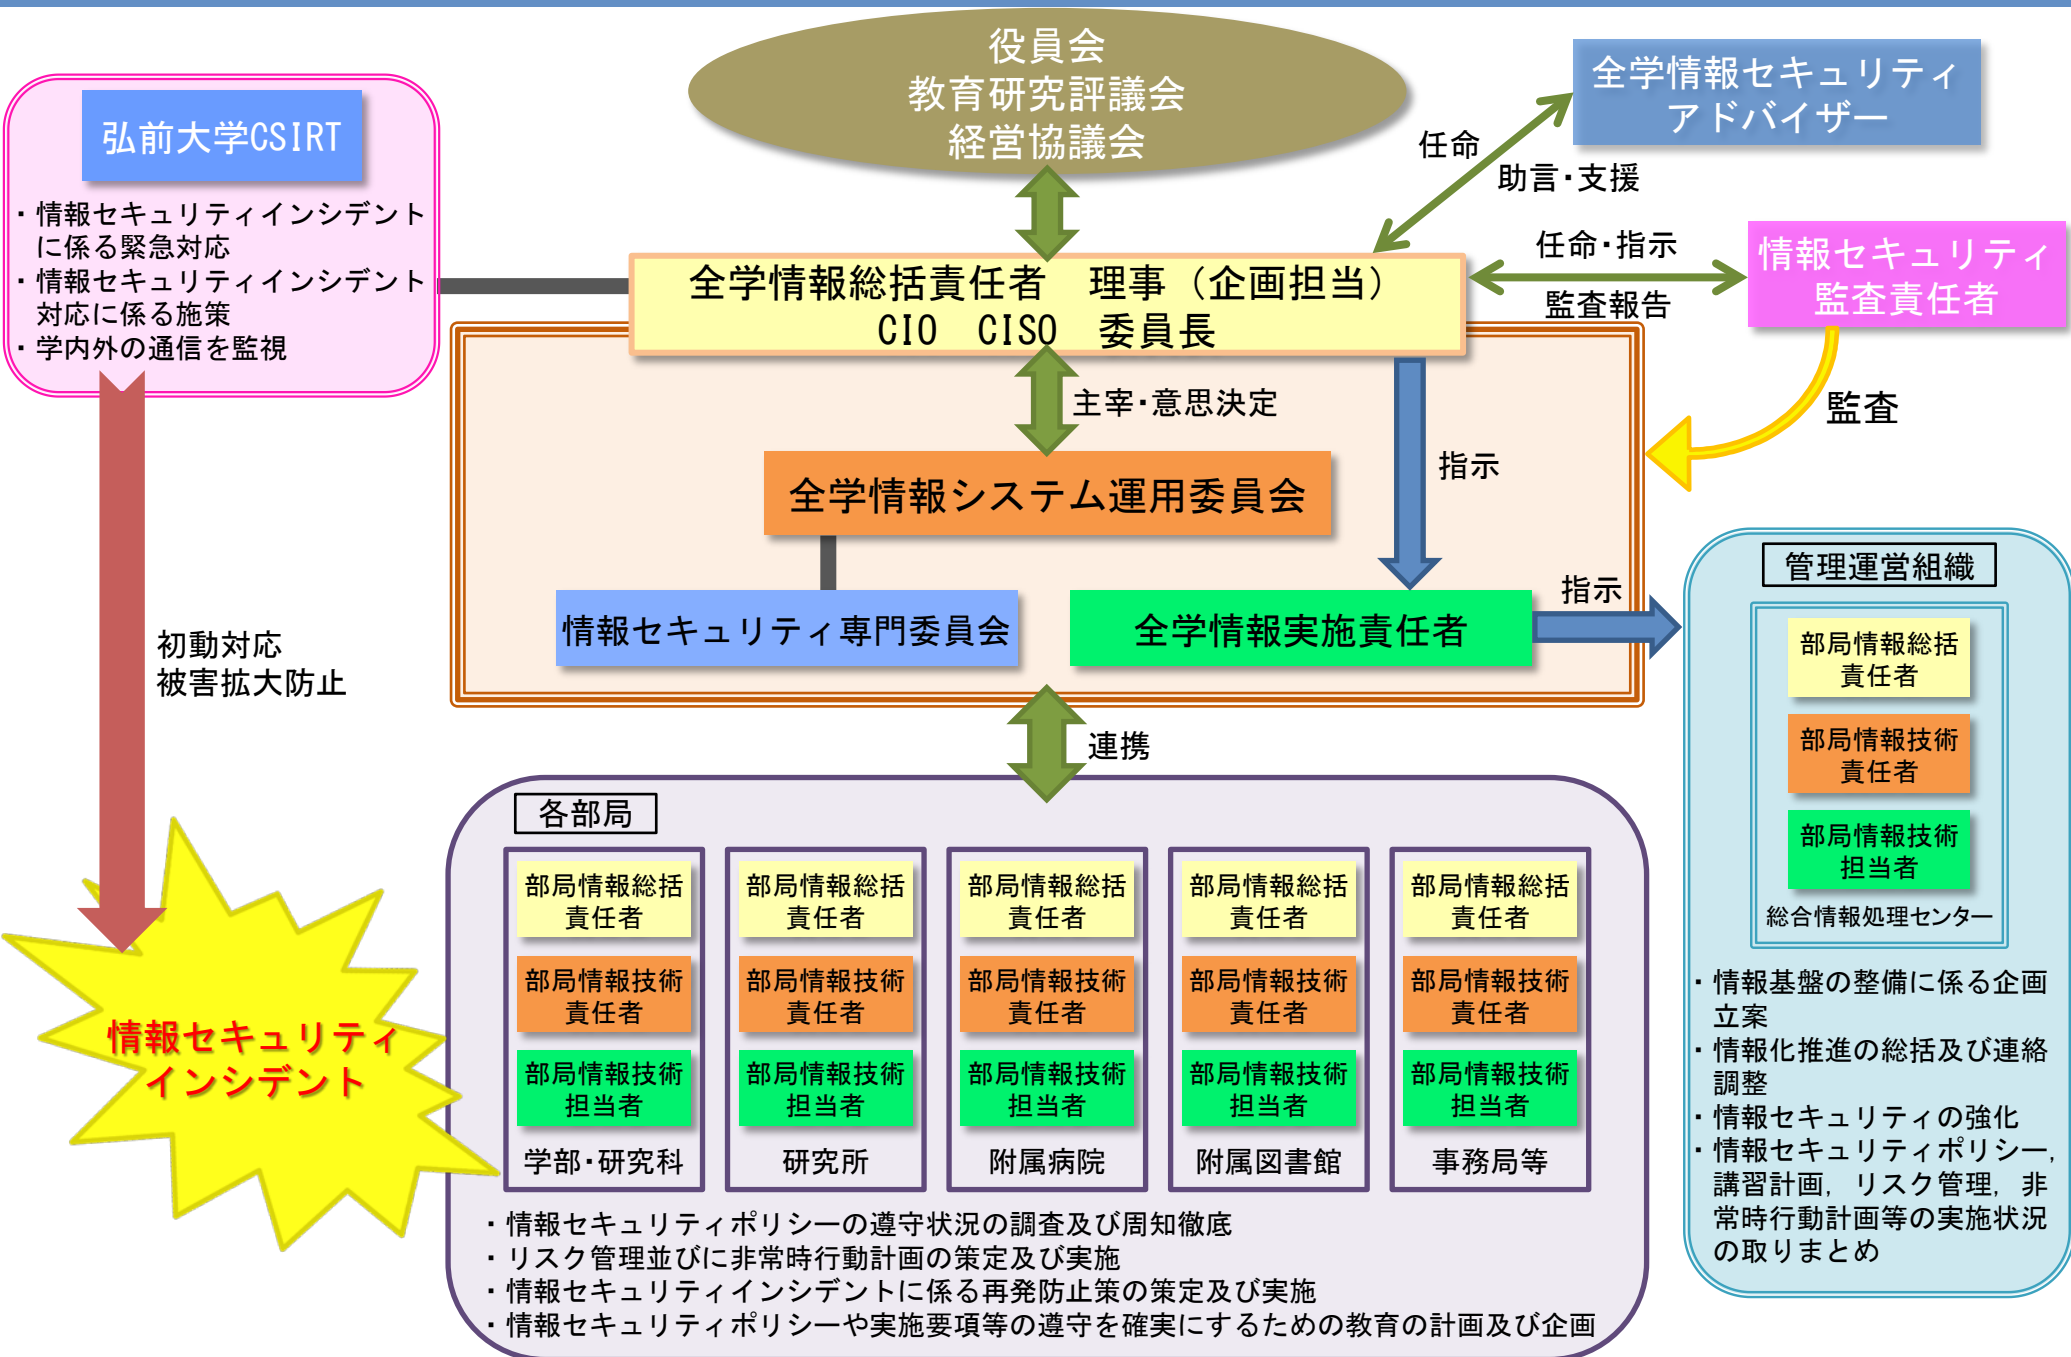 役員会
教育研究評議会
経営協議会
全学情報セキュリティ
アドバイザー
弘前大学CSIRT
・情報セキュリティインシデント
に係る緊急対応
・情報セキュリティインシデント
対応に係る施策
・学内外の通信を監視
任命
助言・支援
全学情報総括責任者　理事（企画担当）
CIO　CISO　委員長
任命・指示
監査報告
情報セキュリティ
監査責任者
監査
主宰・意思決定
指示
全学情報システム運用委員会
情報セキュリティ専門委員会
全学情報実施責任者
指示
初動対応
被害拡大防止
連携
管理運営組織
部局情報総括
責任者
部局情報技術
責任者
部局情報技術
担当者
総合情報処理センター
・情報基盤の整備に係る企画
立案
・情報化推進の総括及び連絡
調整
・情報セキュリティの強化
・情報セキュリティポリシー，
講習計画，リスク管理，非
常時行動計画等の実施状況
の取りまとめ
情報セキュリティ
インシデント
各部局
部局情報総括
責任者
部局情報技術
責任者
部局情報技術
担当者
学部・研究科
部局情報総括
責任者
部局情報技術
責任者
部局情報技術
担当者
研究所
部局情報総括
責任者
部局情報技術
責任者
部局情報技術
担当者
附属病院
部局情報総括
責任者
部局情報技術
責任者
部局情報技術
担当者
附属図書館
部局情報総括
責任者
部局情報技術
責任者
部局情報技術
担当者
事務局等
・情報セキュリティポリシーの遵守状況の調査及び周知徹底
・リスク管理並びに非常時行動計画の策定及び実施
・情報セキュリティインシデントに係る再発防止策の策定及び実施
・情報セキュリティポリシーや実施要項等の遵守を確実にするための教育の計画及び企画